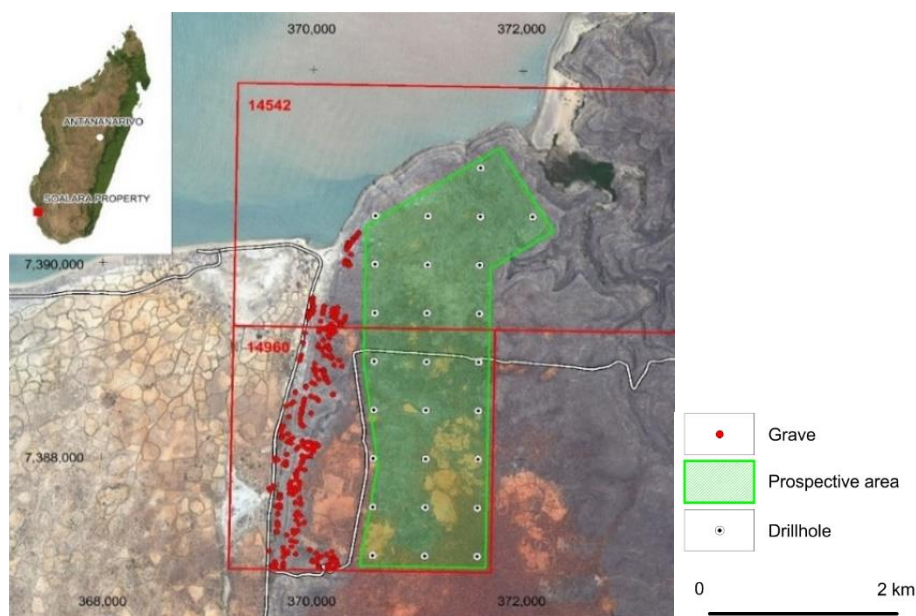 370,000
372,000
14542
ANTANANARIVO
SOALARA PROPERTY
7,390,000
14960
Grave
7,388,000
Prospective area
Drillhole
0
2 km
368,000
370,000
372,000